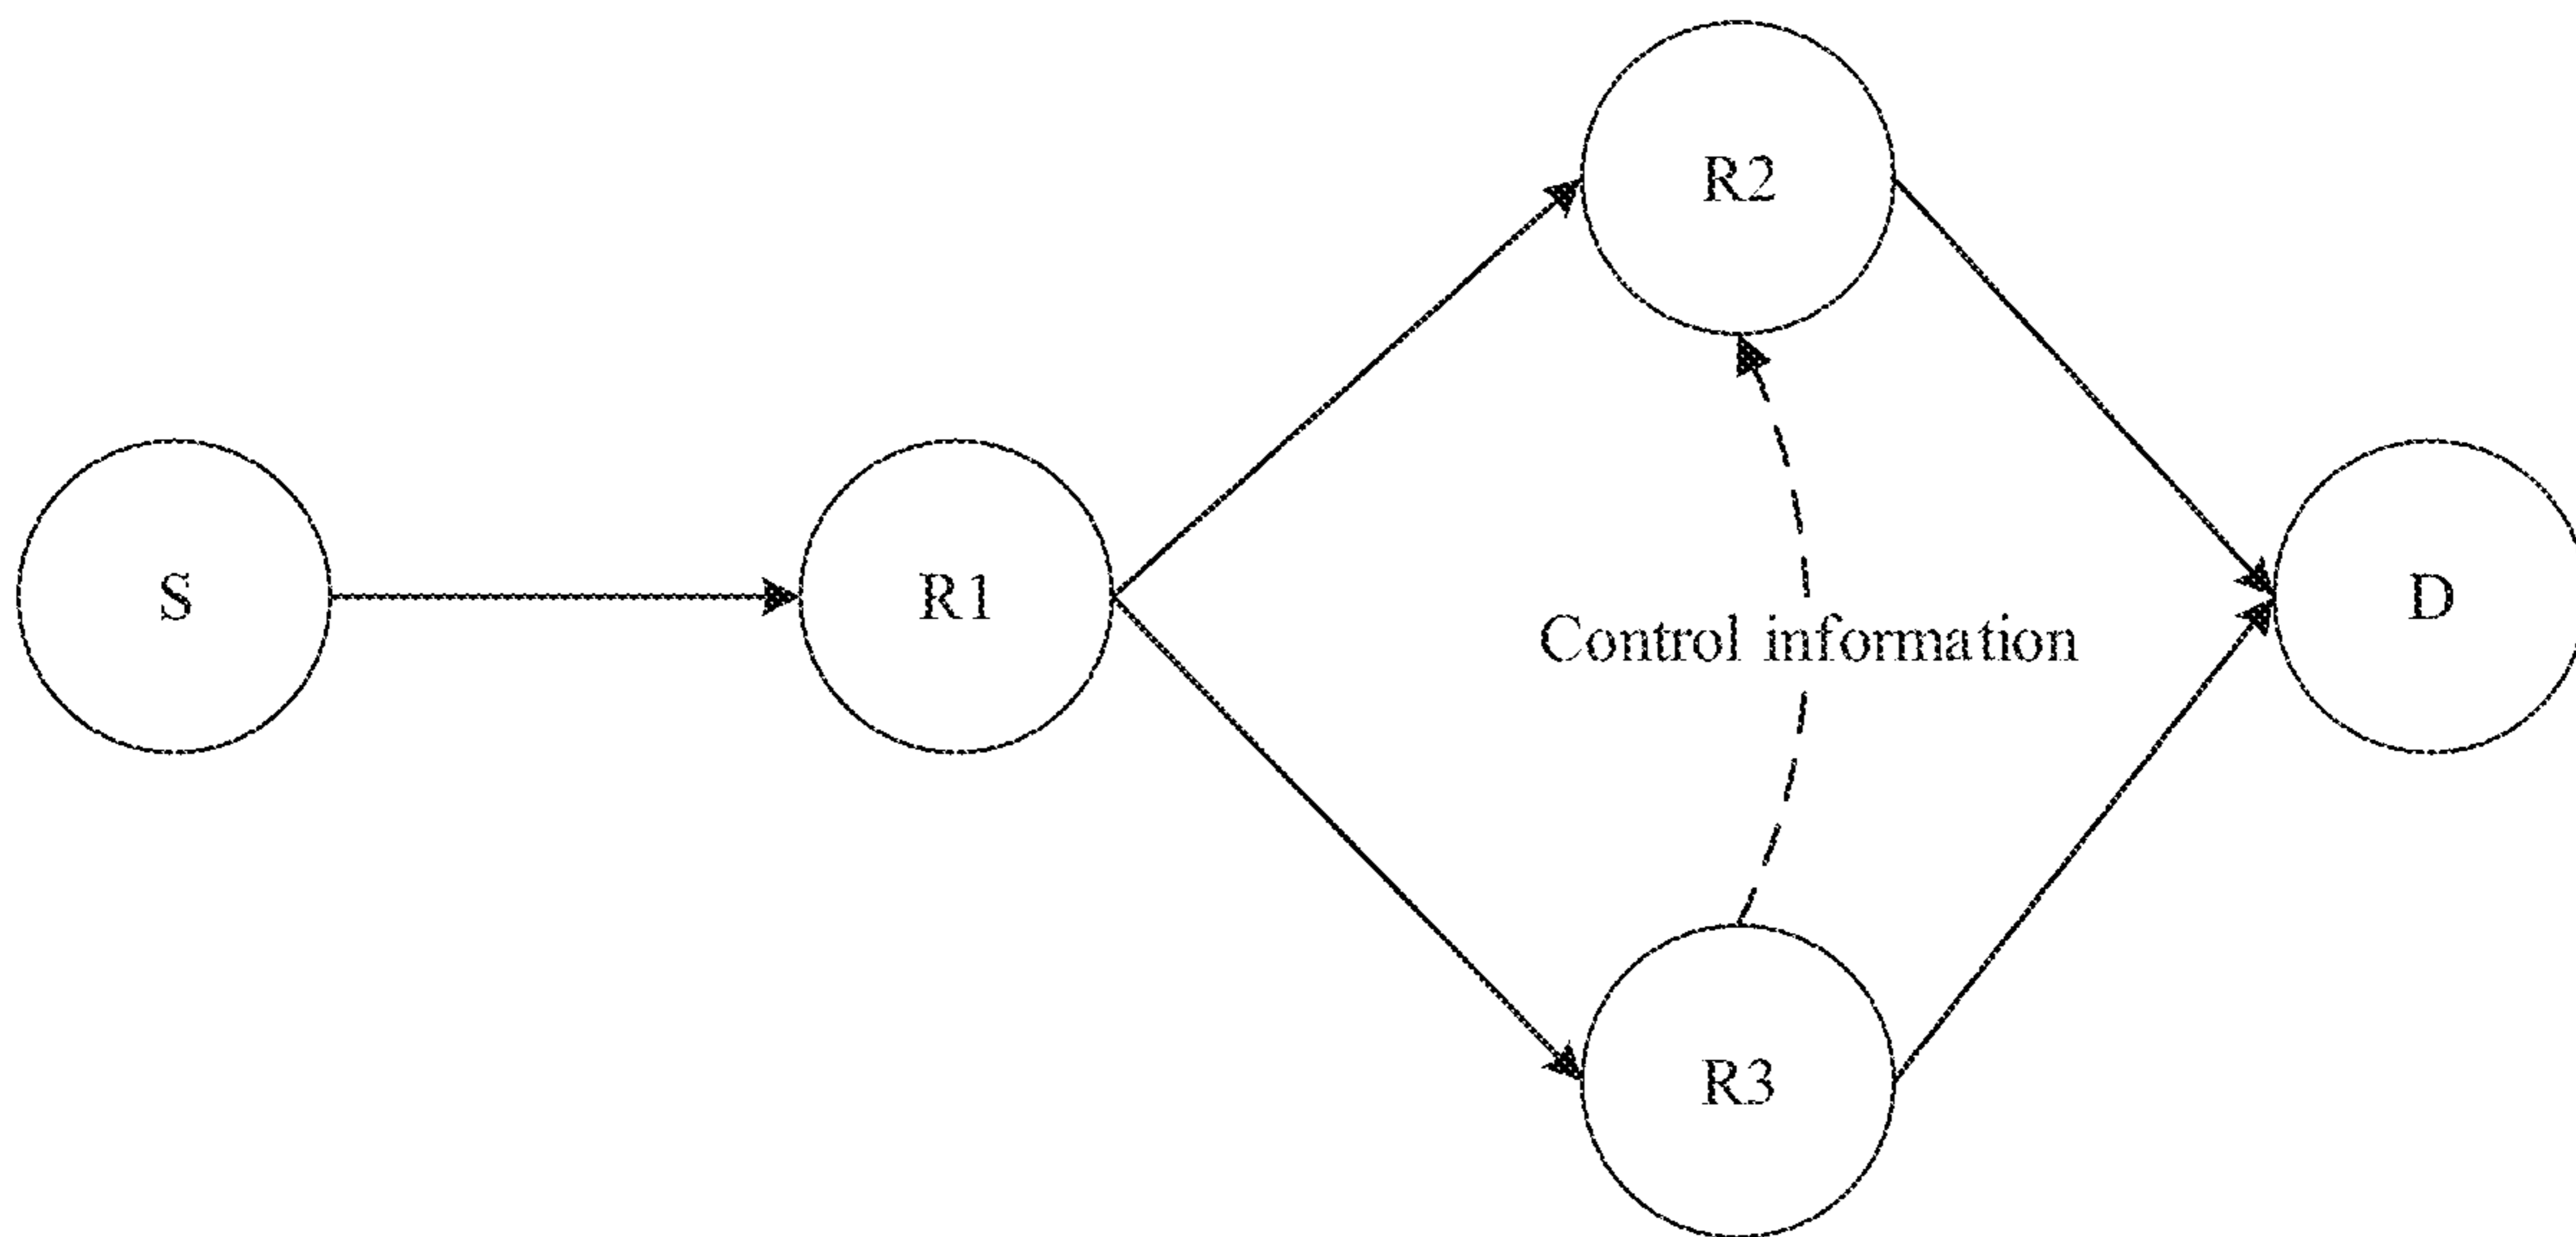 R2
S
R1
Control information
D
R3